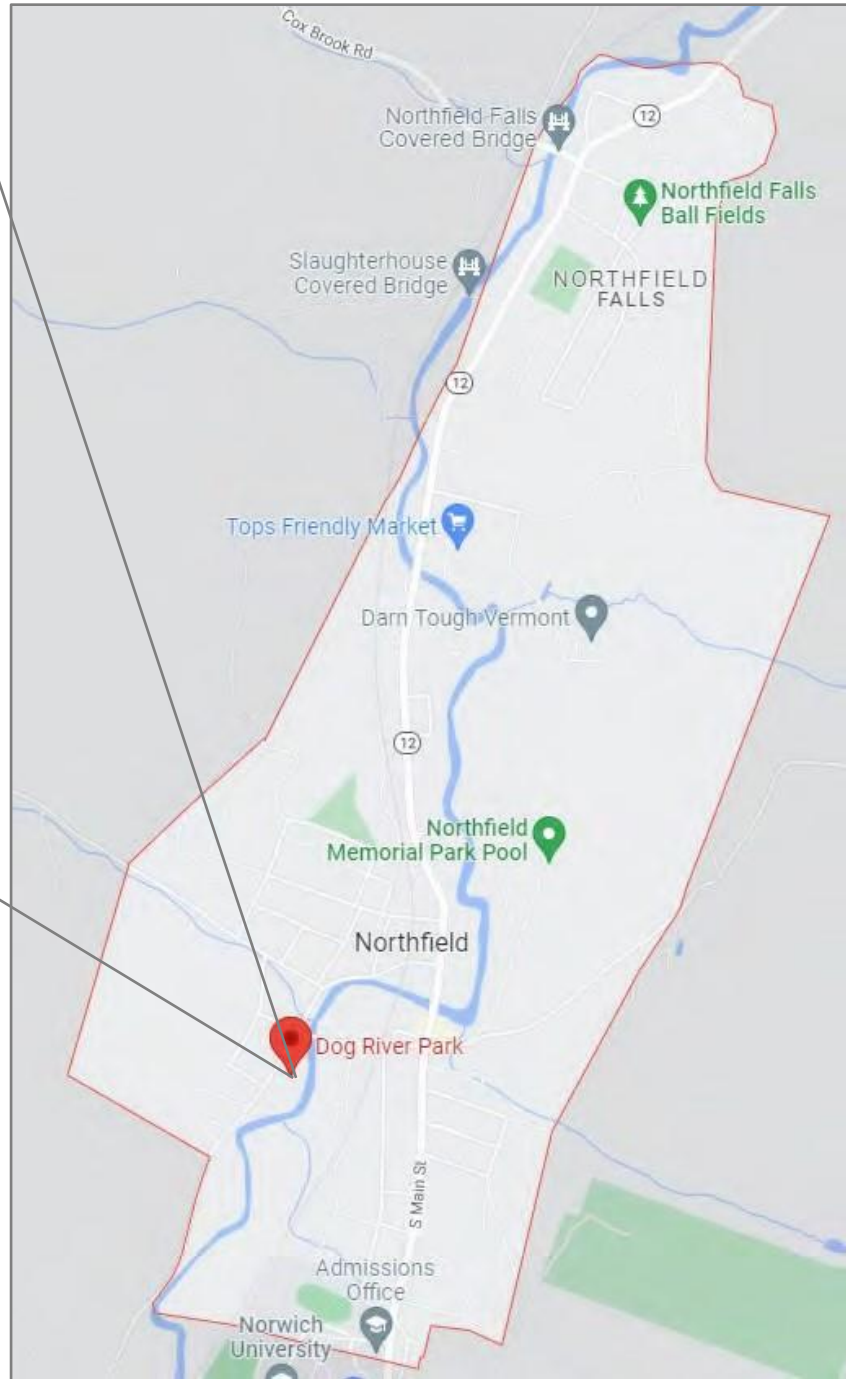 Cox Brook Rd
Northfield Falls
Covered Bridge
12
Northfield Falls
Ball Fields
Slaughterhouse
Covered Bridge
NORTHFIELD
FALLS
12
Tops Friendly Market
Darn Tough Vermont
12
Northfield
Memorial Park Pool
Northfield
Dog River Park
S Main St
Admissions
Office
Norwich
University